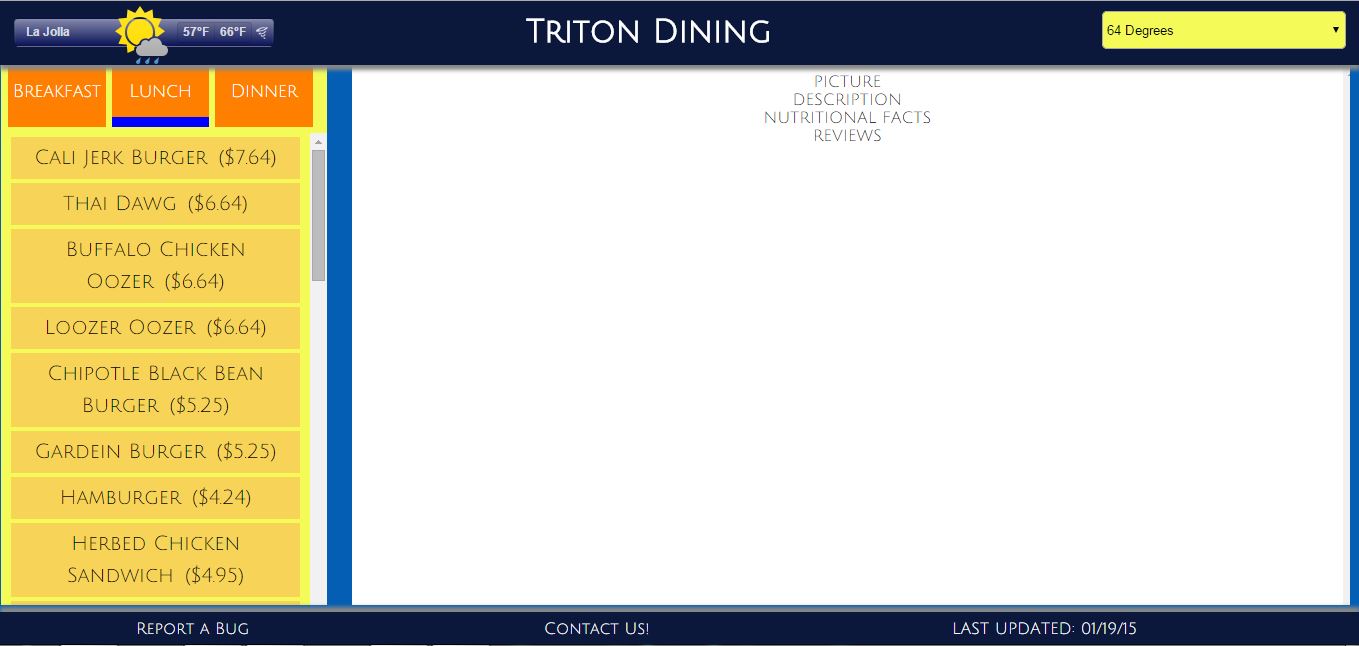 La Jolla 57°F 66°F
Triton Dining
64 Degrees
Breakfast Lunch Dinner
Cali Jerk Burger ($7.64)
Thai Dawg ($6.64)
Buffalo Chicken
Oozer ($6.64)
Loozer Oozer ($6.64)
Chipotle Black Bean
Burger ($5.25)
Gardein Burger ($5.25)
Hamburger ($4.24)
Herbed Chicken
Sandwich ($4.95)
PICTURE
DESCRIPTION
NUTRITIONAL FACTS
REVIEWS
Report a Bug
Contact Us!
LAST UPDATED: 01/19/15